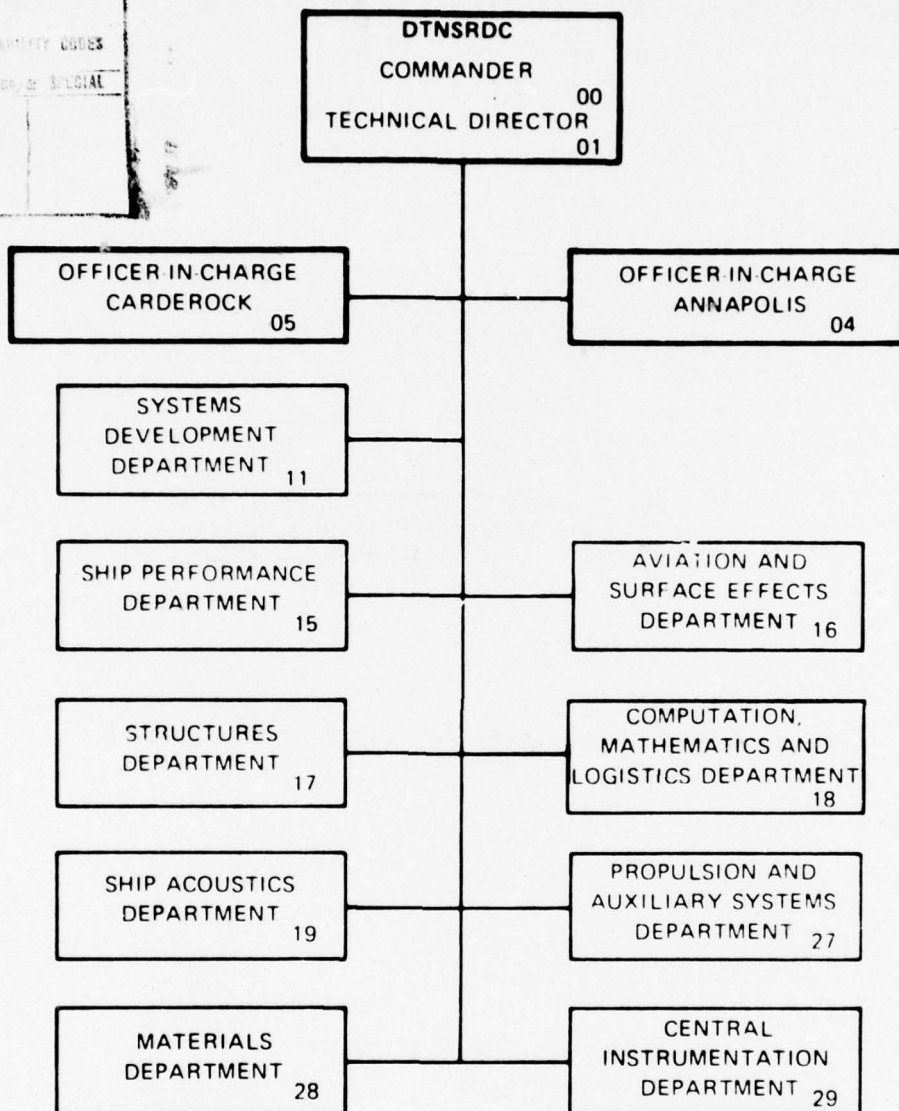 CODES
SPECIAL
DTNSRDC
COMMANDER
00
TECHNICAL DIRECTOR
01
OFFICER-IN-CHARGE
CARDEROCK
05
OFFICER-IN-CHARGE
ANNAPOLIS
04
SYSTEMS
DEVELOPMENT
DEPARTMENT
11
SHIP PERFORMANCE
DEPARTMENT
15
AVIATION AND
SURFACE EFFECTS
DEPARTMENT
16
STRUCTURES
DEPARTMENT
17
COMPUTATION,
MATHEMATICS AND
LOGISTICS DEPARTMENT
18
SHIP ACOUSTICS
DEPARTMENT
19
PROPULSION AND
AUXILIARY SYSTEMS
DEPARTMENT
27
MATERIALS
DEPARTMENT
28
CENTRAL
INSTRUMENTATION
DEPARTMENT
29